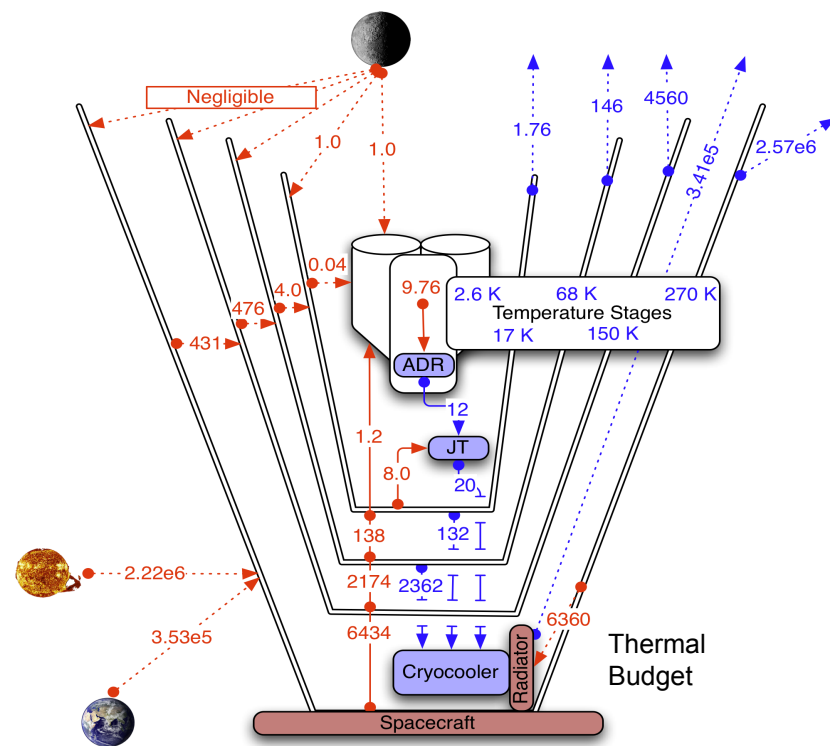 Negligible
1.0
1.0
1.76
146
4560
3.41e5
2.57e6
0.04
4.0
476
431
9.76
2.6 K
68 K
270 K
Temperature Stages
17 K
150 K
ADR
12
1.2
JT
8.0
20
138
132
2.22e6
2174
2362
3.53e5
6434
6360
Thermal
Budget
Cryocooler
Radiator
Spacecraft